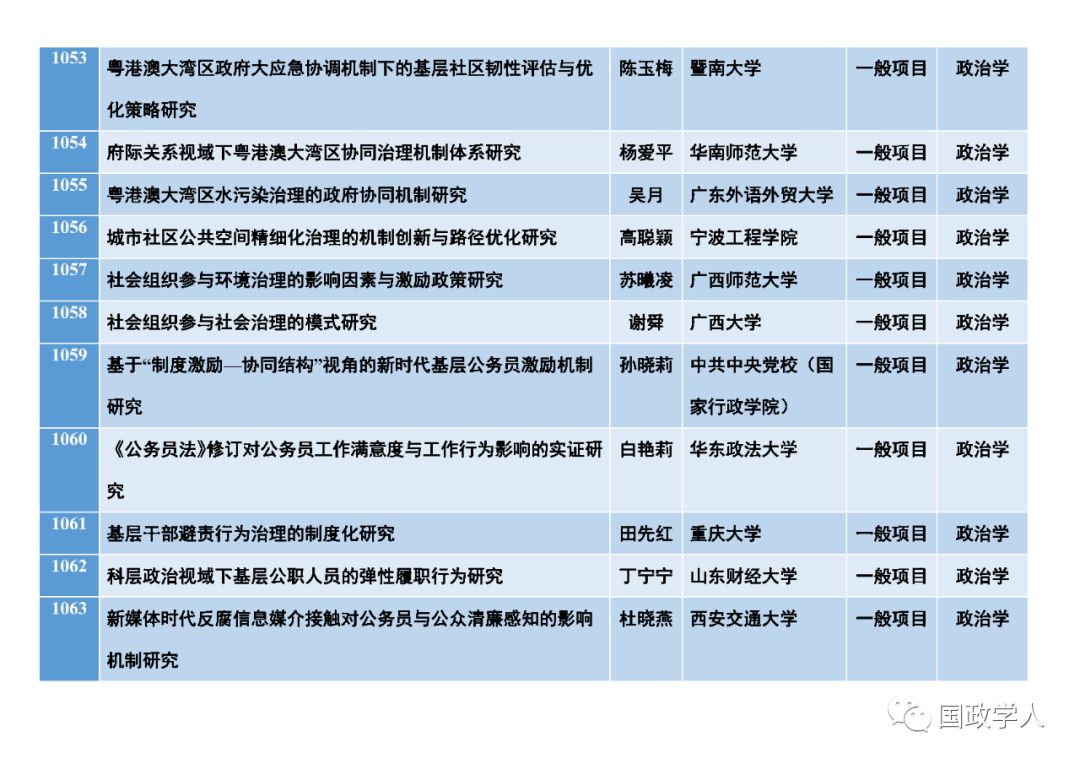 1053 粤港澳大湾区政府大应急协调机制下的基层社区韧性评估与优 陈玉梅 暨南大学 一般项目 政治学
化策略研究
1054 府际关系视域下粤港澳大湾区协同治理机制体系研究 杨爱平 华南师范大学 一般项目 政治学
1055 粤港澳大湾区水污染治理的政府协同机制研究 吴月 广东外语外贸大学 一般项目 政治学
1056 城市社区公共空间精细化治理的机制创新与路径优化研究 高聪颖 宁波工程学院 一般项目 政治学
1057 社会组织参与环境治理的影响因素与激励政策研究 苏曦凌 广西师范大学 一般项目 政治学
1058 社会组织参与社会治理的模式研究 谢舜 广西大学 一般项目 政治学
1059 基于“制度激励—协同结构”视角的新时代基层公务员激励机制 孙晓莉 中共中央党校（国 一般项目 政治学
研究 家行政学院）
1060 《公务员法》修订对公务员工作满意度与工作行为影响的实证研 白艳莉 华东政法大学 一般项目 政治学
究
1061 基层干部避责行为治理的制度化研究 田先红 重庆大学 一般项目 政治学
1062 科层政治视域下基层公职人员的弹性履职行为研究 丁宁宁 山东财经大学 一般项目 政治学
1063 新媒体时代反腐信息媒介接触对公务员与公众清廉感知的影响 杜晓燕 西安交通大学 一般项目 政治学
机制研究
国政学人